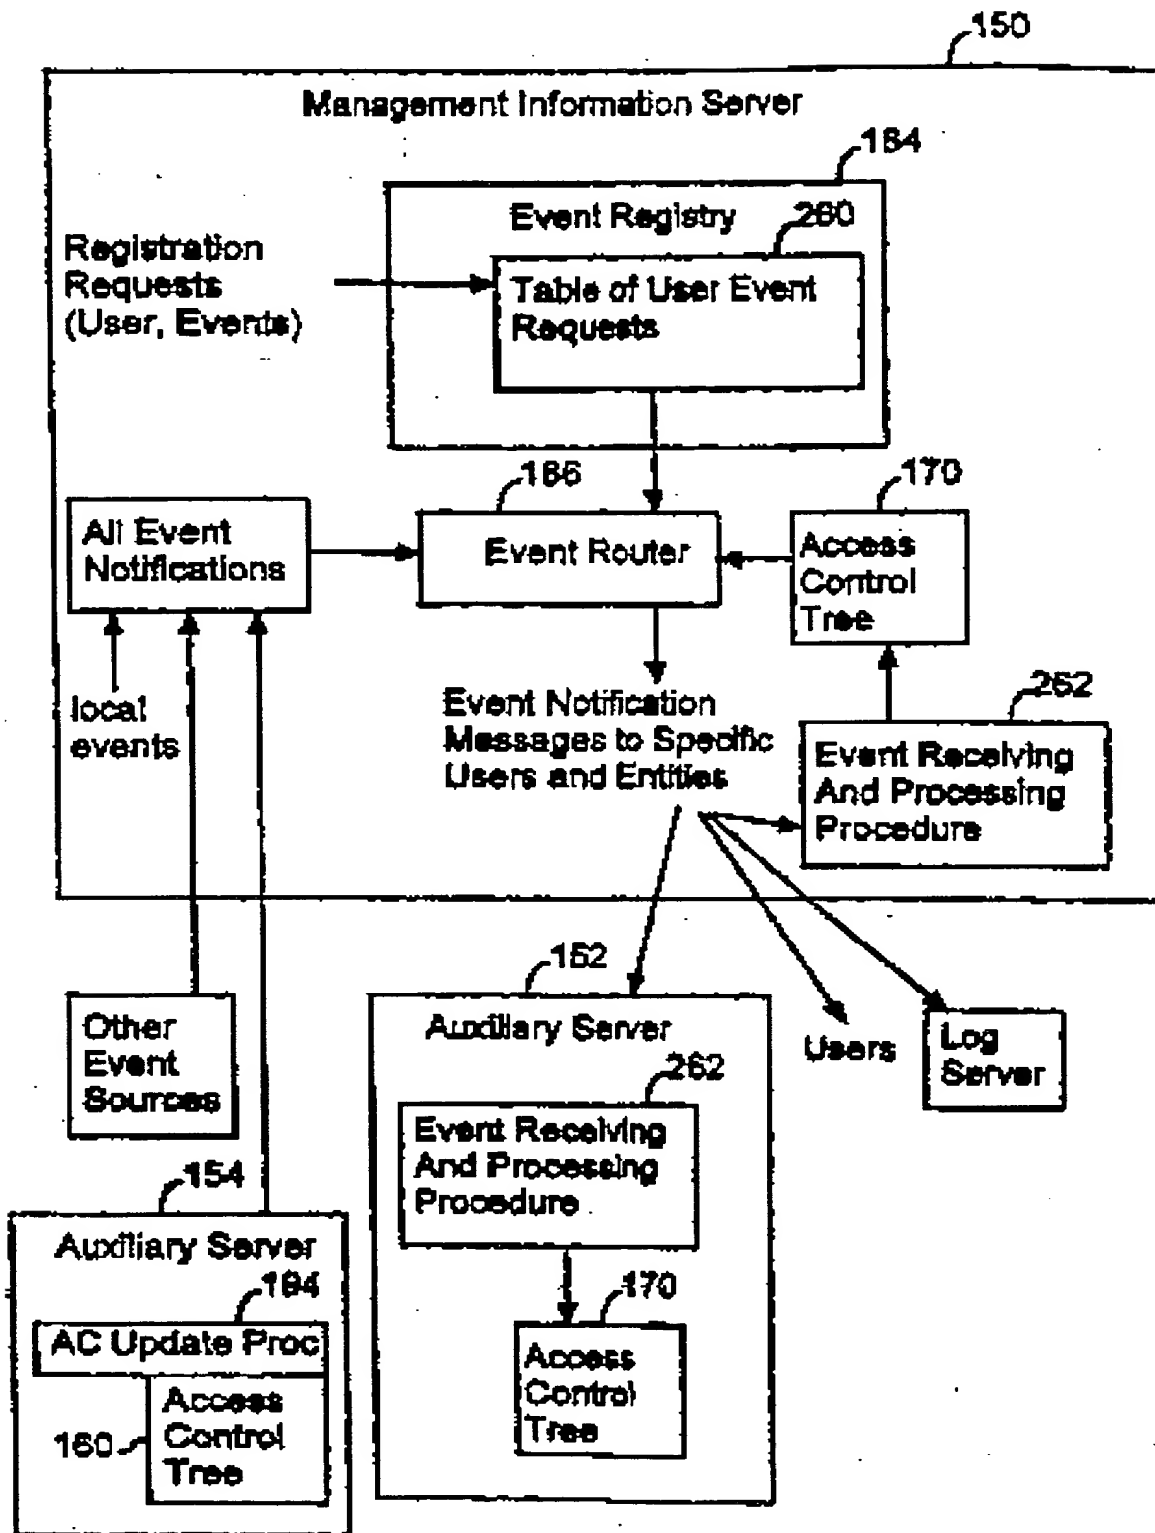 150
Management Information Server
184
Event Registry
260
Registration
Requests
(User, Events)
Table of User Event
Requests
186
170
All Event
Notifications
Event Router
Access
Control
Tree
local
events
Event Notification
Messages to Specific
Users and Entities
262
Event Receiving
And Processing
Procedure
152
Other
Event
Sources
Auxiliary Server
Users
Log
Server
262
Event Receiving
And Processing
Procedure
154
Auxiliary Server
194
170
AC Update Proc
Access
Control
Tree
160
Access
Control
Tree